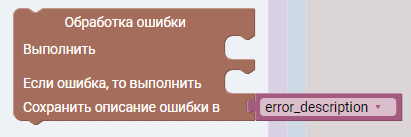 Обработка ошибки
Выполнить
Если ошибка, то выполнить
Сохранить описание ошибки в error_description